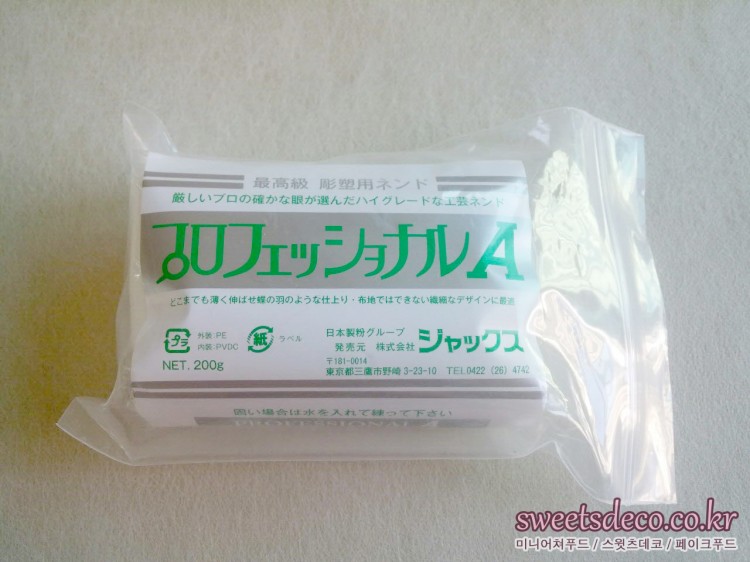 最高級 彫塑用ネンド
厳しいプロの確かな眼が選んだハイグレードな工芸ネンド
プロフェッショナルA
どこまでも薄く伸ばせ蝶の羽のような仕上り・布地ではできない繊細なデザインに最適
プラ 外装:PE 紙 ラベル 日本製粉グループ
内装:PVDC 発売元 株式会社 ジャックス
NET. 200g 〒181-0014
東京都三鷹市野崎3-23-10 TEL0422 (26) 4742
固い場合は水を入れて練って下さい
PROFESSIONAL A
sweetsdeco.co.kr
미니어쳐푸드 / 스윗츠데코 / 페이크푸드